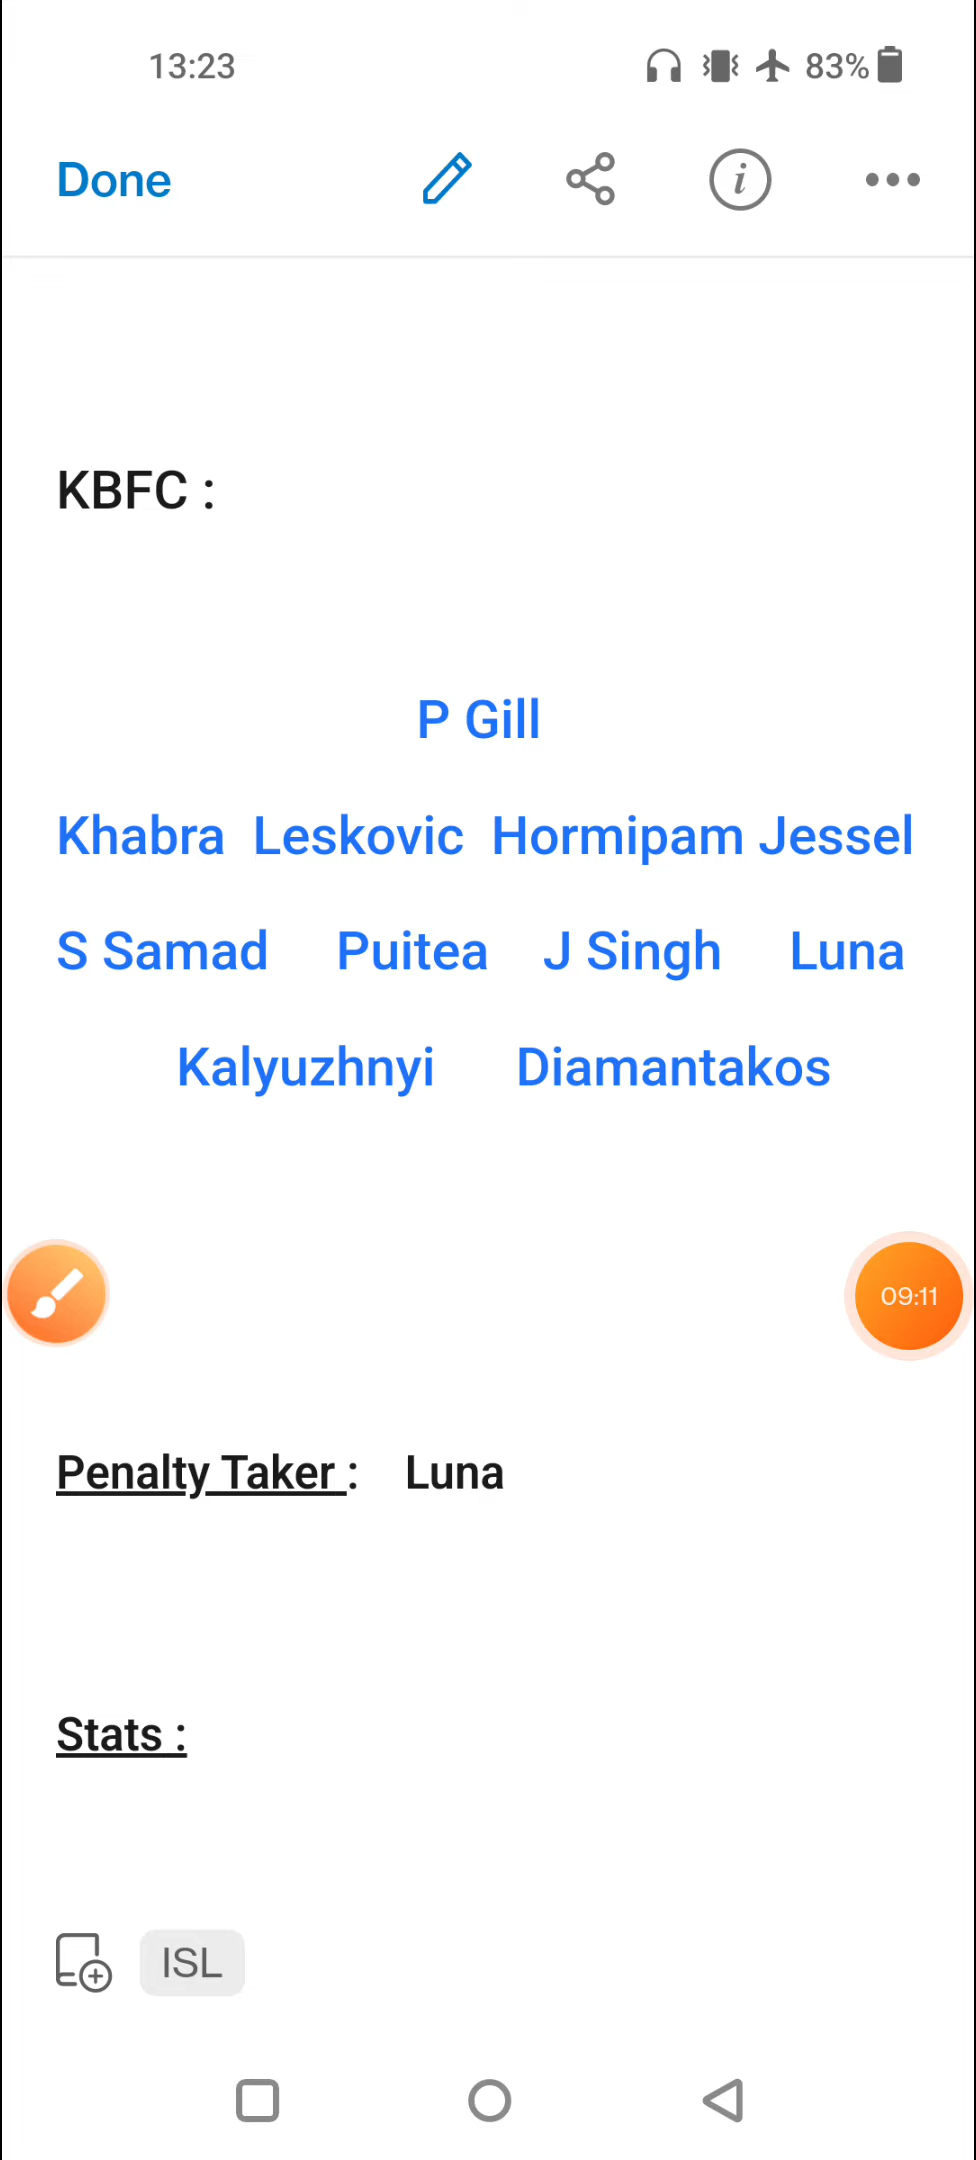 13:23 83%
Done
KBFC :
P Gill
Khabra Leskovic Hormipam Jessel
S Samad Puitea J Singh Luna
Kalyuzhnyi Diamantakos
09:11
Penalty Taker : Luna
Stats :
ISL